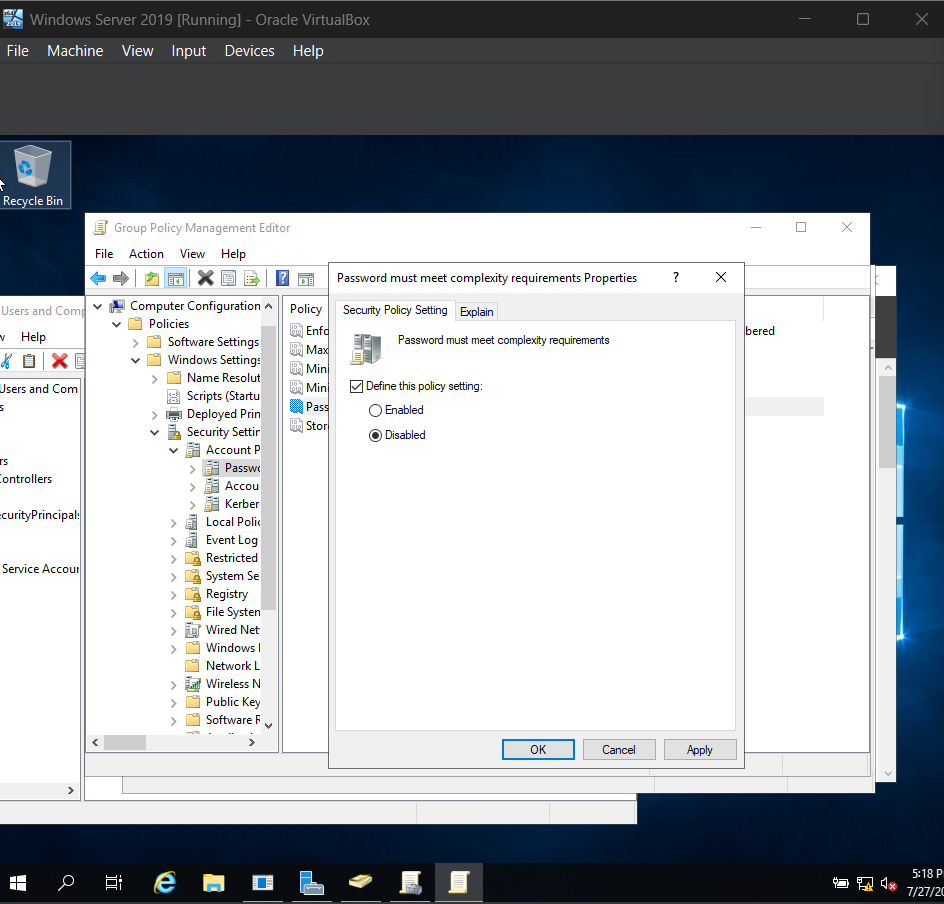 Windows Server 2019 [Running] - Oracle VirtualBox
File Machine View Input Devices Help
Recycle Bin
Group Policy Management Editor
File Action View Help
Users and Comp
Help
Users and Com
ers
Controllers
ecurityPrincipals
Service Accour
Computer Configuration
Policies
Software Settings
Windows Settings
Name Resolut
Scripts (Startu
Deployed Prin
Security Settin
Account P
Passwo
Accou
Kerber
Local Polic
Event Log
Restricted
System Se
Registry
File System
Wired Net
Windows
Network L
Wireless N
Public Key
Software R
Policy
Enfo
Max
Mini
Mini
Pass
Store
bered
Password must meet complexity requirements Properties
? 
Security Policy Setting Explain
Password must meet complexity requirements
Define this policy setting:
Enabled
Disabled
OK Cancel Apply
5:18 P
7/27/20